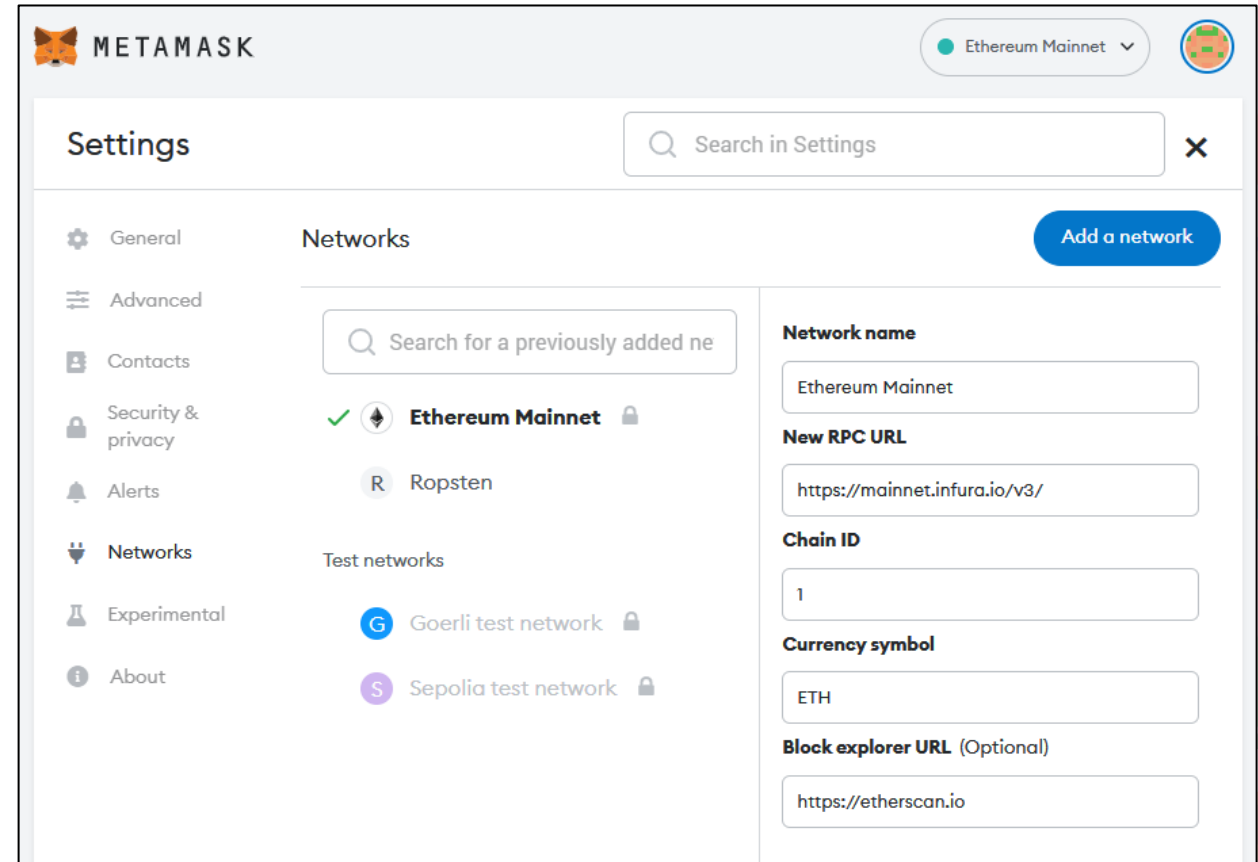 METAMASK
Ethereum Mainnet
Settings
Search in Settings
General
Advanced
Contacts
Security &
privacy
Alerts
Networks
Experimental
About
Networks
Add a network
Search for a previously added ne
Ethereum Mainnet
R Ropsten
Test networks
G Goerli test network
S Sepolia test network
Network name
Ethereum Mainnet
New RPC URL
https://mainnet.infura.io/v3/
Chain ID
1
Currency symbol
ETH
Block explorer URL (Optional)
https://etherscan.io